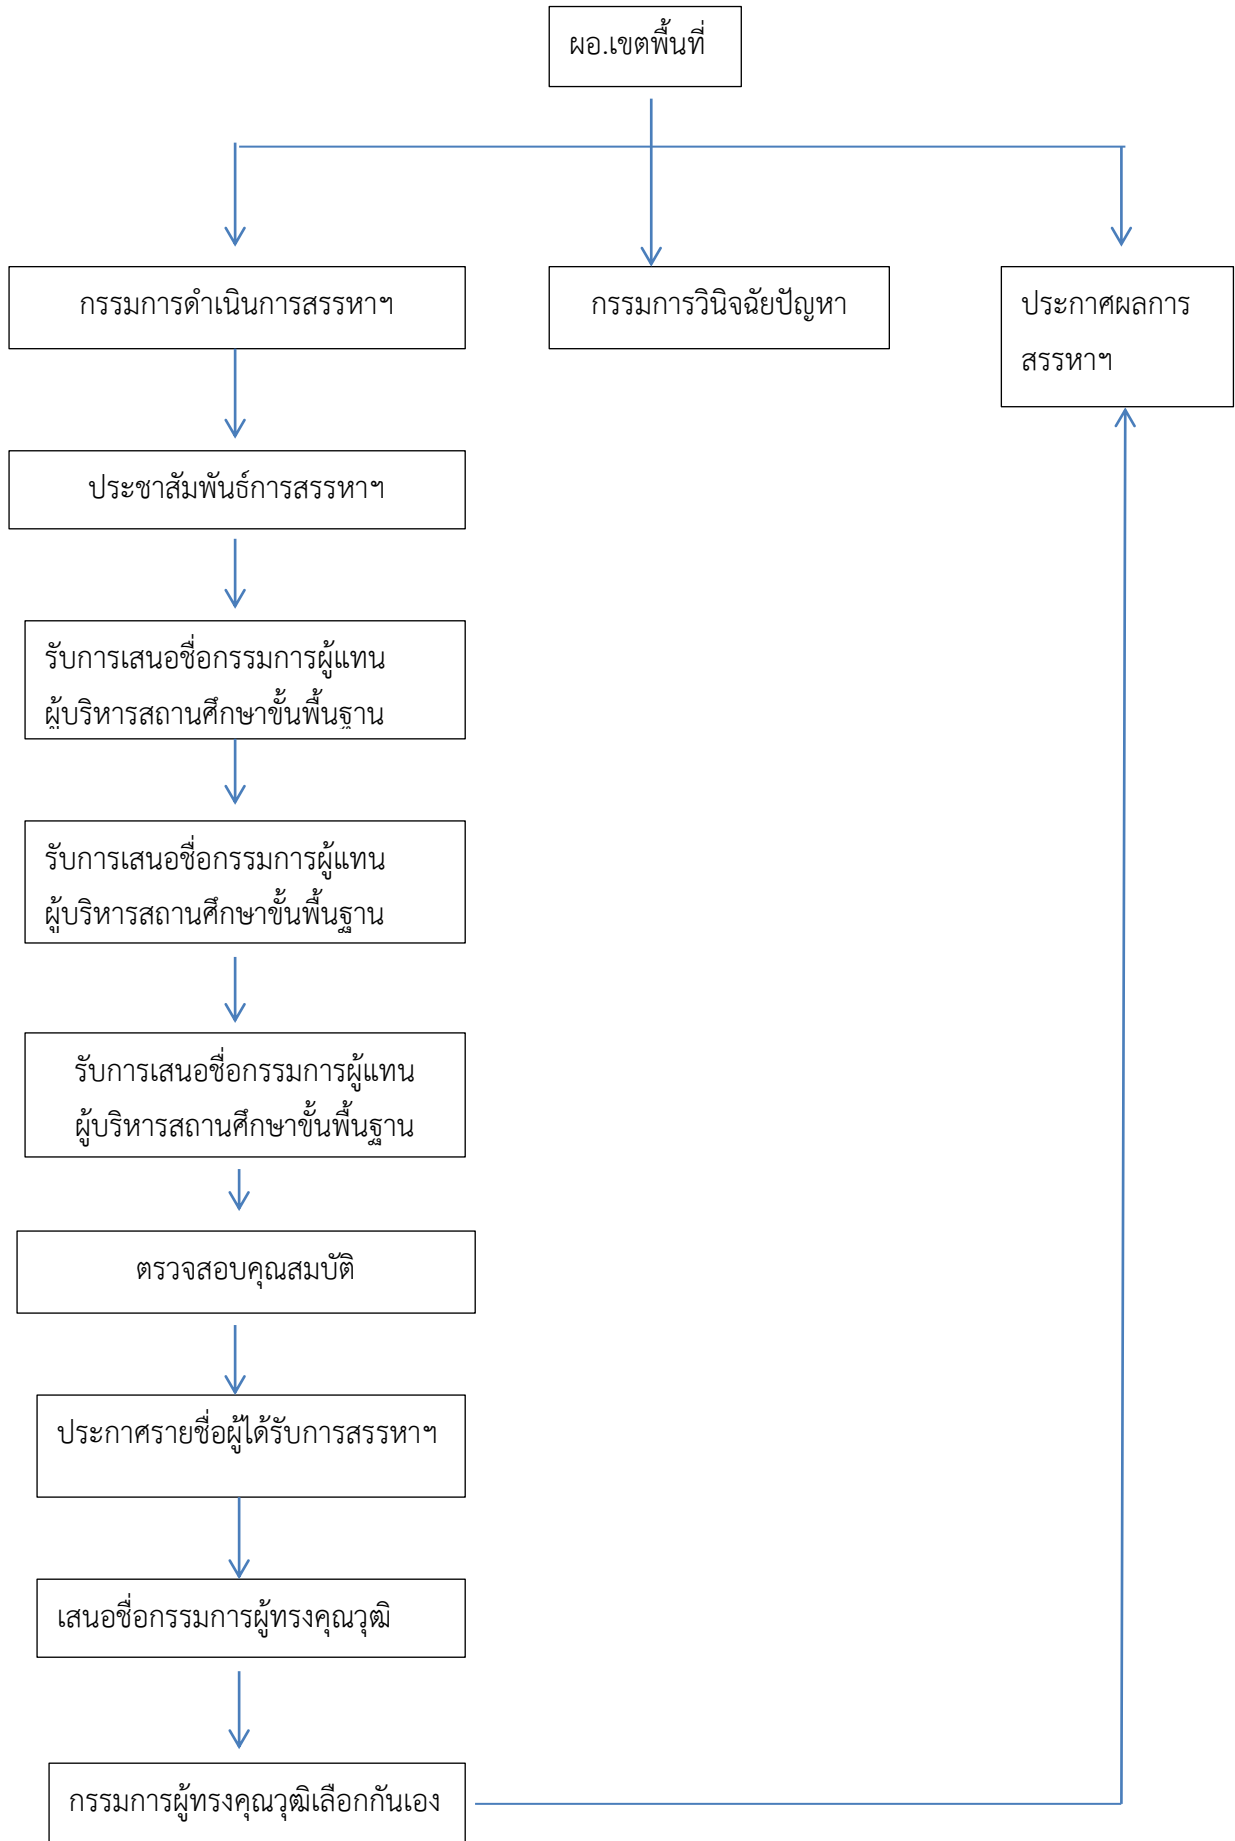 ผอ.เขตพื้นที่
กรรมการดำเนินการสรรหาฯ
กรรมการวินิจฉัยปัญหา
ประกาศผลการ
สรรหาฯ
ประชาสัมพันธ์การสรรหาฯ
รับการเสนอชื่อกรรมการผู้แทน
ผู้บริหารสถานศึกษาขั้นพื้นฐาน
รับการเสนอชื่อกรรมการผู้แทน
ผู้บริหารสถานศึกษาขั้นพื้นฐาน
รับการเสนอชื่อกรรมการผู้แทน
ผู้บริหารสถานศึกษาขั้นพื้นฐาน
ตรวจสอบคุณสมบัติ
ประกาศรายชื่อผู้ได้รับการสรรหาฯ
เสนอชื่อกรรมการผู้ทรงคุณวุฒิ
กรรมการผู้ทรงคุณวุฒิเลือกกันเอง